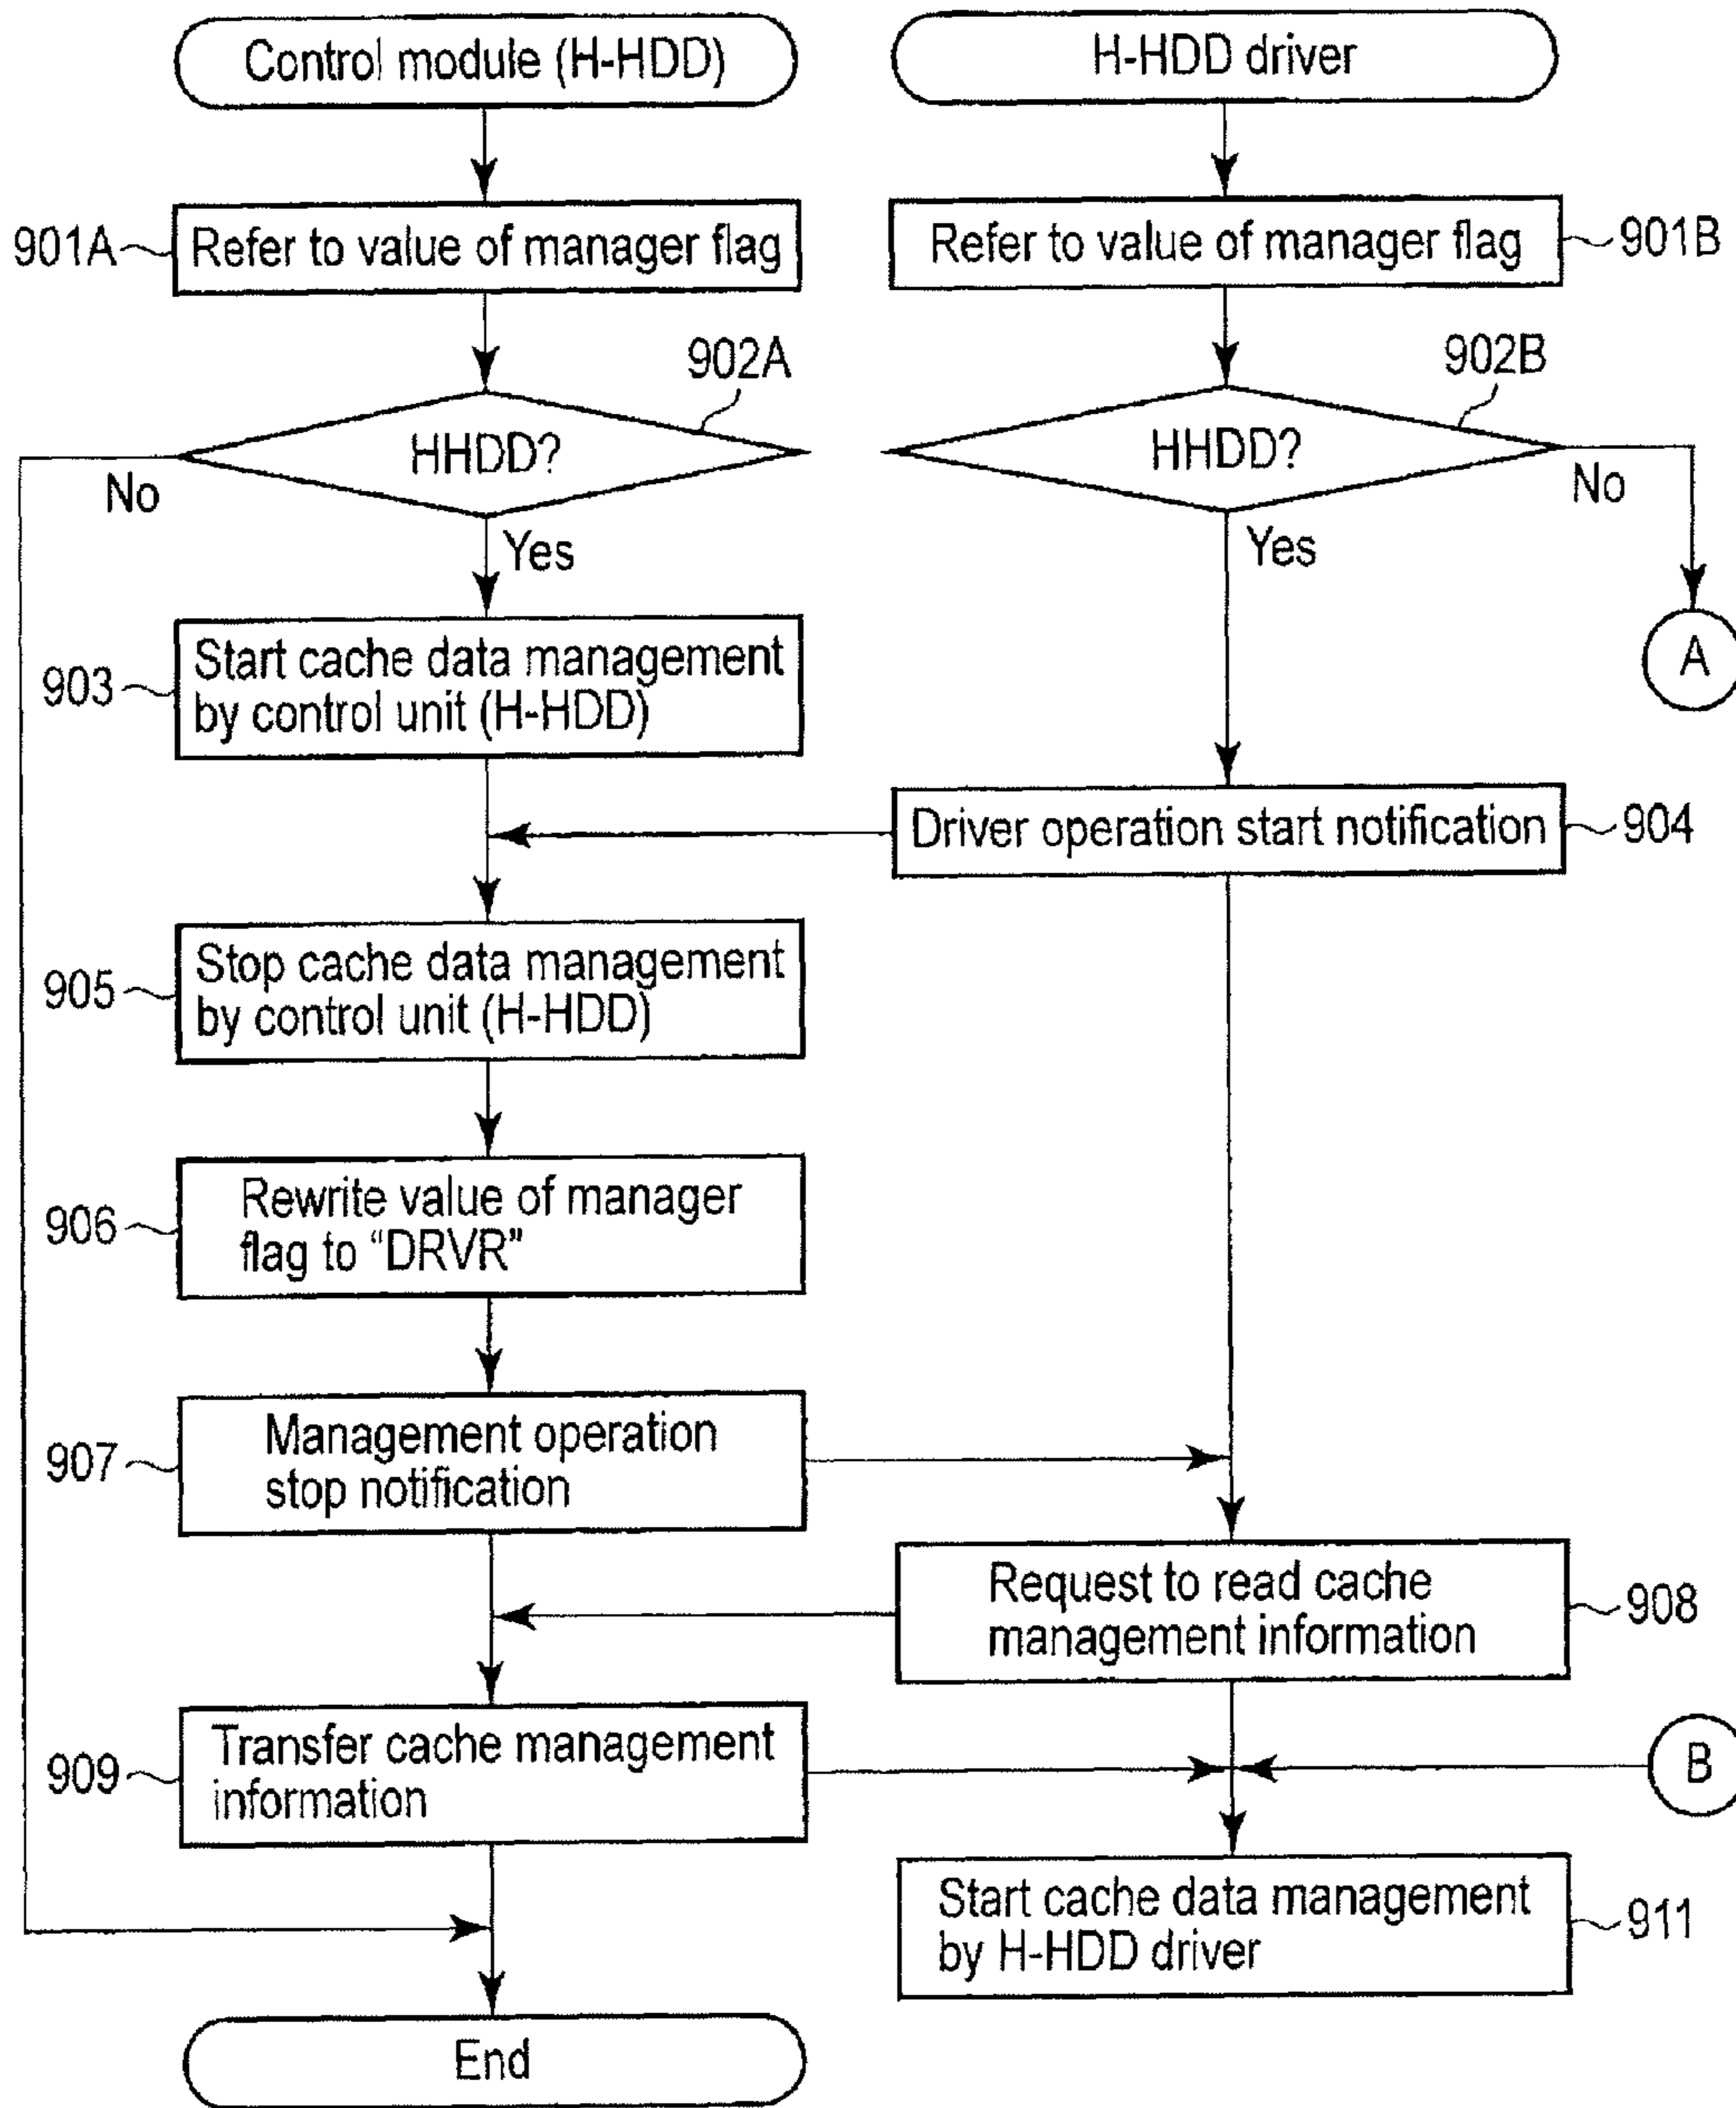 Control module (H-HDD)
H-HDD driver
901A
Refer to value of manager flag
Refer to value of manager flag
901B
902A
902B
HHDD?
HHDD?
No
No
Yes
Yes
903
Start cache data management
by control unit (H-HDD)
A
Driver operation start notification
904
905
Stop cache data management
by control unit (H-HDD)
906
Rewrite value of manager
flag to “DRVR”
907
Management operation
stop notification
Request to read cache
management information
908
909
Transfer cache management
information
B
Start cache data management
by H-HDD driver
911
End